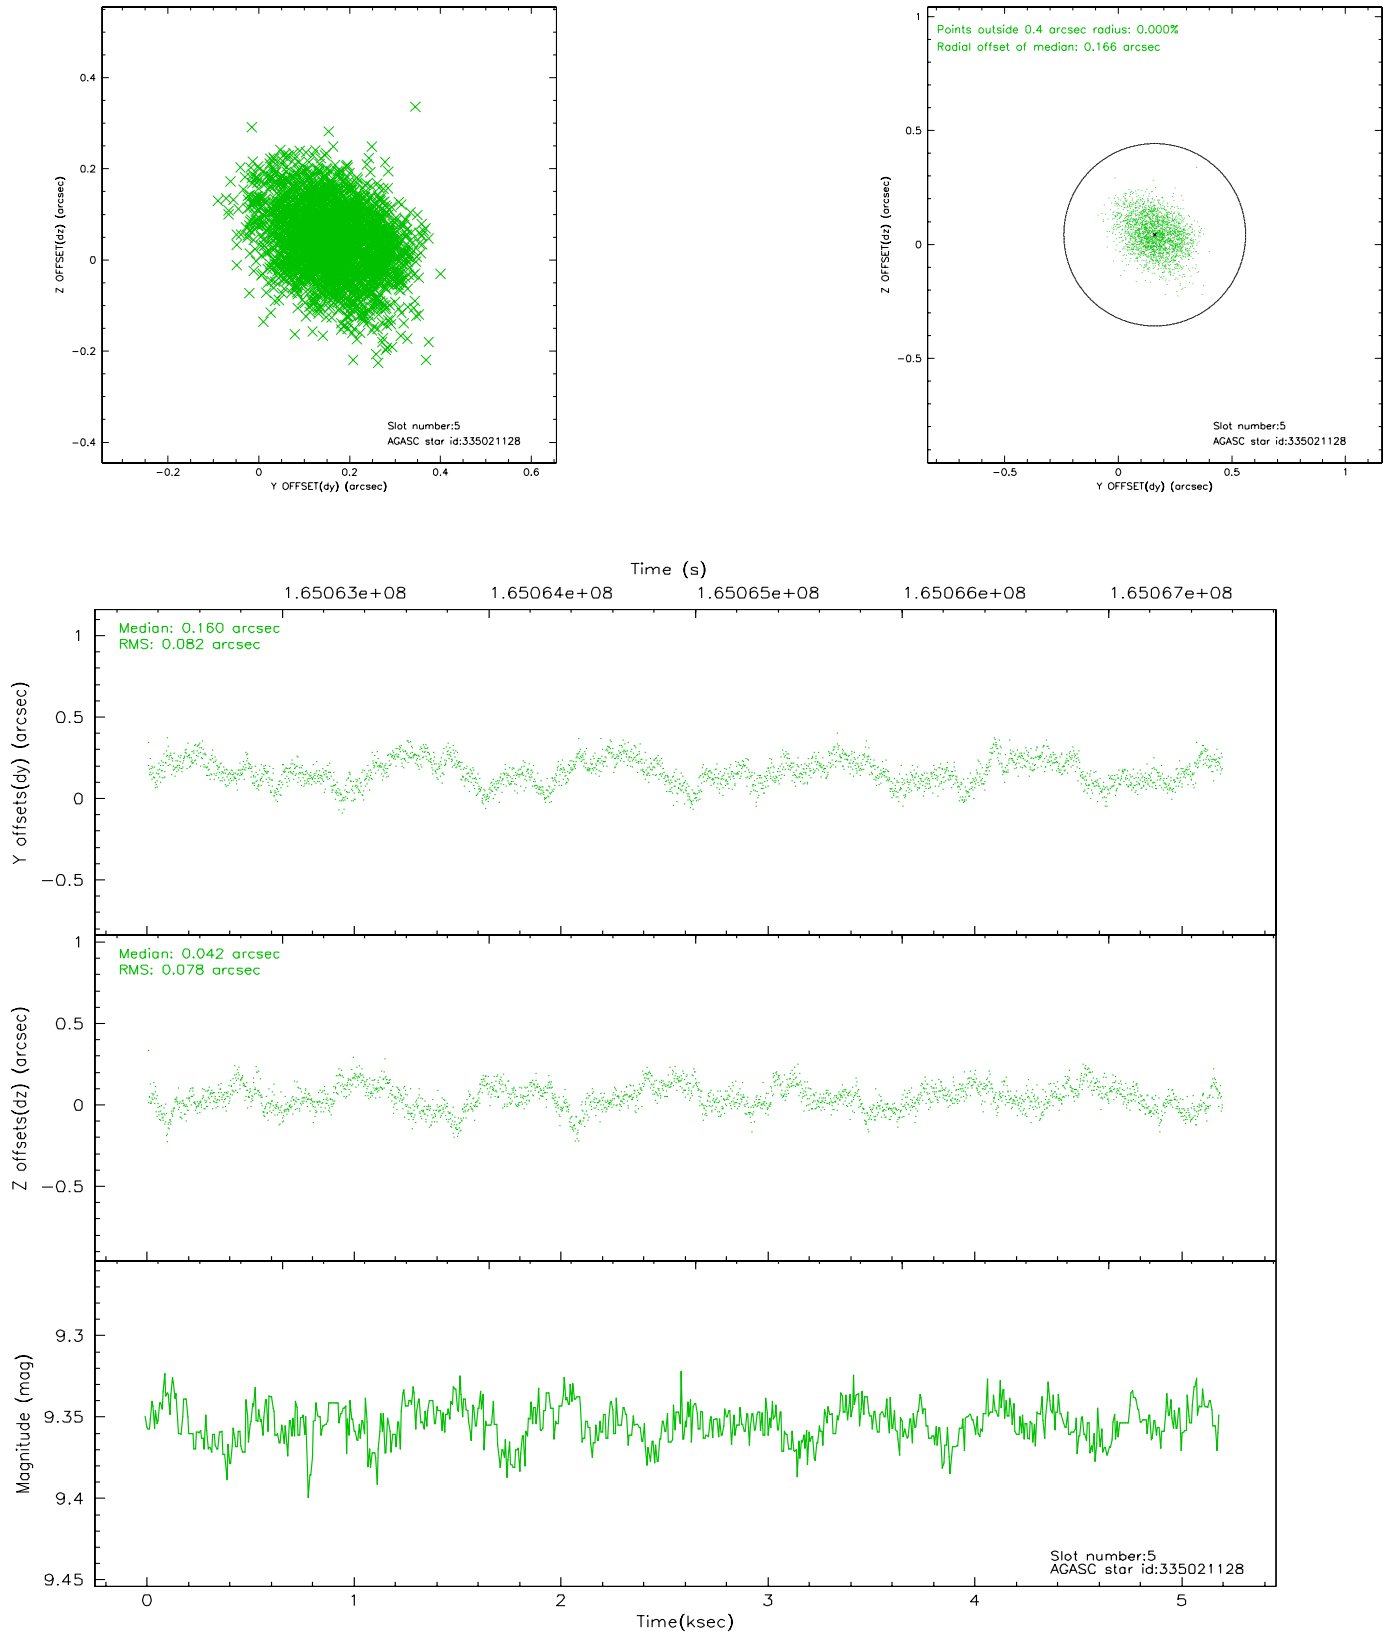 0.4
0.2
0
−0.2
−0.4
Z OFFSET(dz) (arcsec)
Slot number:5
AGASC star id:335021128
−0.2
0
0.2
0.4
0.6
Y OFFSET(dy) (arcsec)
Points outside 0.4 arcsec radius: 0.000%
Radial offset of median: 0.166 arcsec
1
0.5
0
−0.5
Z OFFSET(dz) (arcsec)
Slot number:5
AGASC star id:335021128
−0.5
0
0.5
1
Y OFFSET(dy) (arcsec)
Time (s)
1.65063e+08
1.65064e+08
1.65065e+08
1.65066e+08
1.65067e+08
Median: 0.160 arcsec
RMS: 0.082 arcsec
1
0.5
0
−0.5
Y offsets(dy) (arcsec)
Median: 0.042 arcsec
RMS: 0.078 arcsec
1
0.5
0
−0.5
Z offsets(dz) (arcsec)
9.3
9.35
9.4
9.45
Magnitude (mag)
Slot number:5
AGASC star id:335021128
0
1
2
3
4
5
Time(ksec)